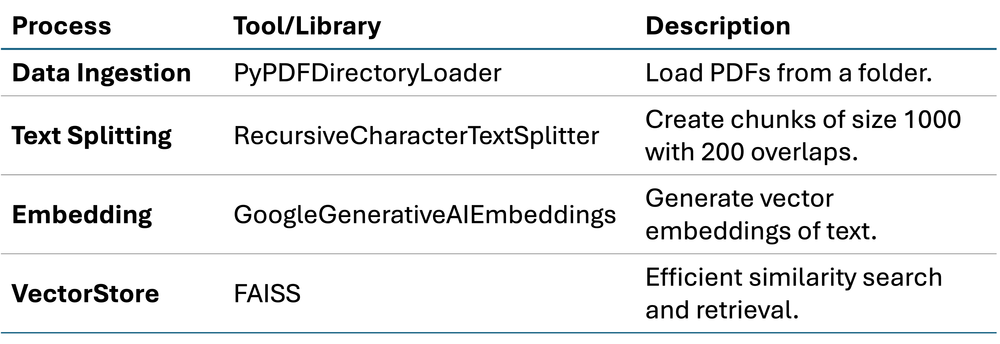 Process Tool/Library Description
Data Ingestion PyPDFDirectoryLoader Load PDFs from a folder.
Text Splitting RecursiveCharacterTextSplitter Create chunks of size 1000
with 200 overlaps.
Embedding GoogleGenerativeAIEmbeddings Generate vector
embeddings of text.
VectorStore FAISS Efficient similarity search
and retrieval.